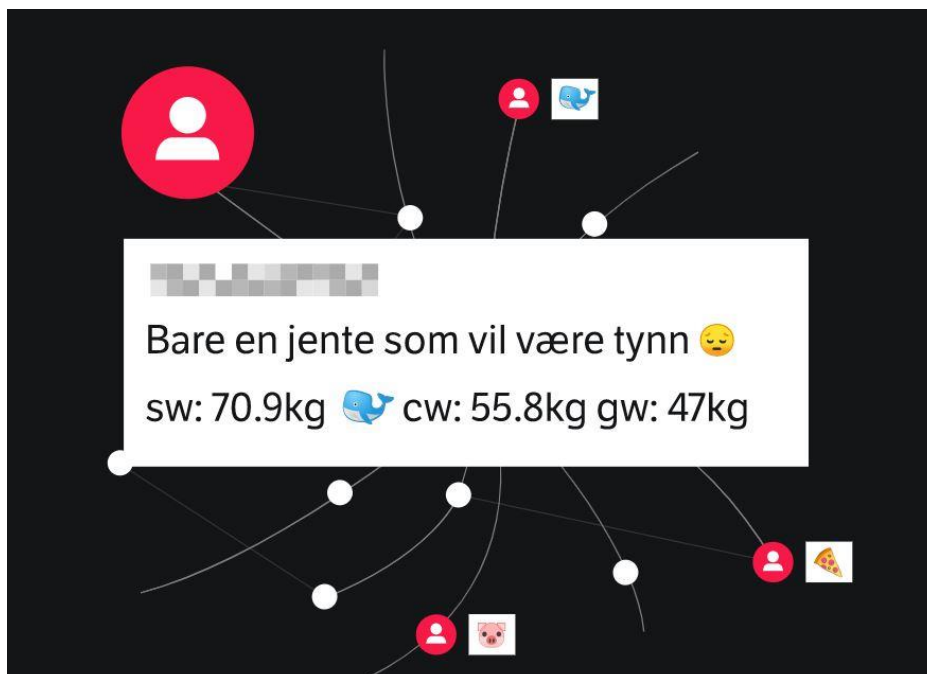 Bare en jente som vil være tynn 😔
sw: 70.9kg 🐳 cw: 55.8kg gw: 47kg